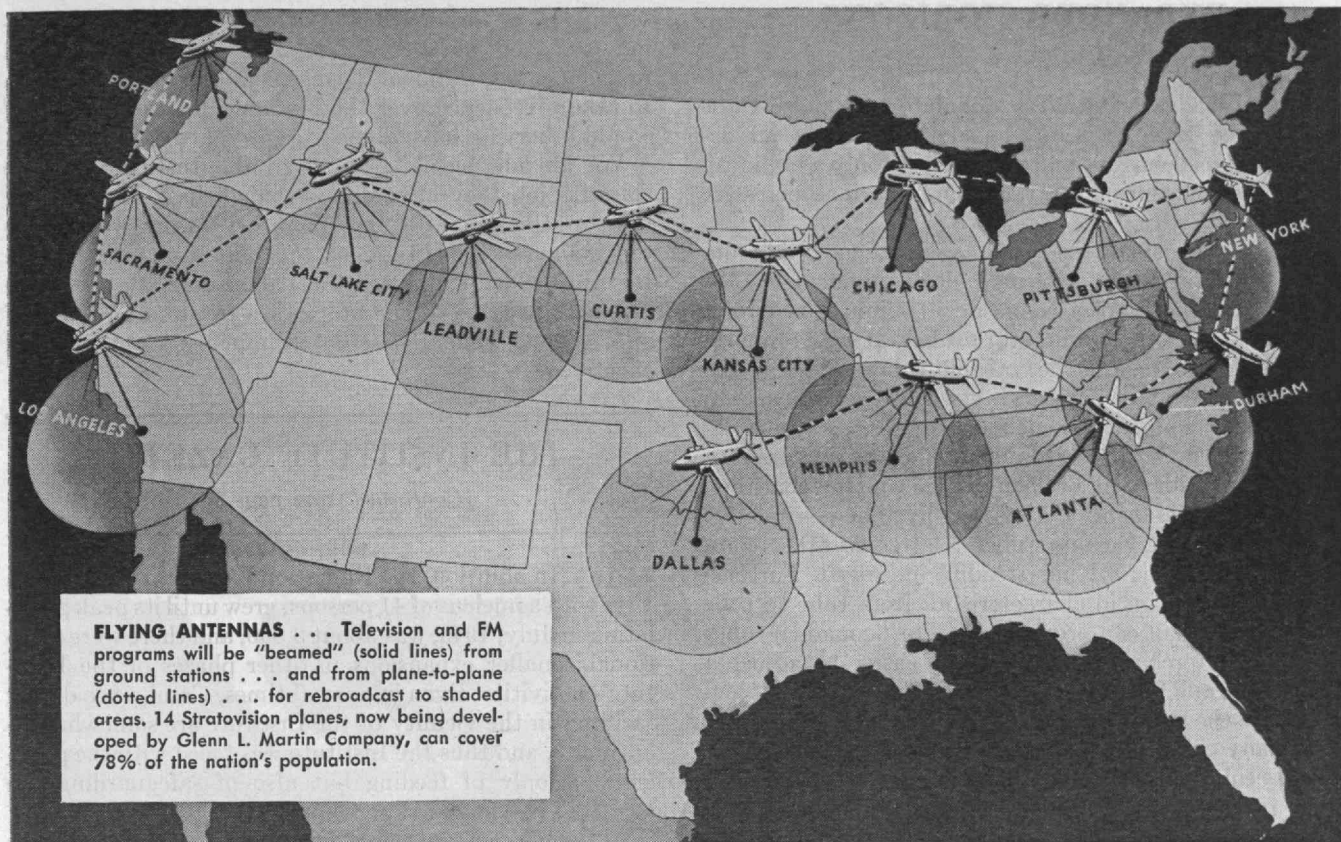 PORTLAND
SACRAMENTO
SALT LAKE CITY
LEADVILLE
CURTIS
KANSAS CITY
CHICAGO
PITTSBURGH
NEW YORK
LOS ANGELES
DALLAS
MEMPHIS
ATLANTA
DURHAM
FLYING ANTENNAS . . . Television and FM
programs will be "beamed" (solid lines) from
ground stations . . . and from plane-to-plane
(dotted lines) . . . for rebroadcast to shaded
areas. 14 Stratovision planes, now being devel-
oped by Glenn L. Martin Company, can cover
78% of the nation's population.